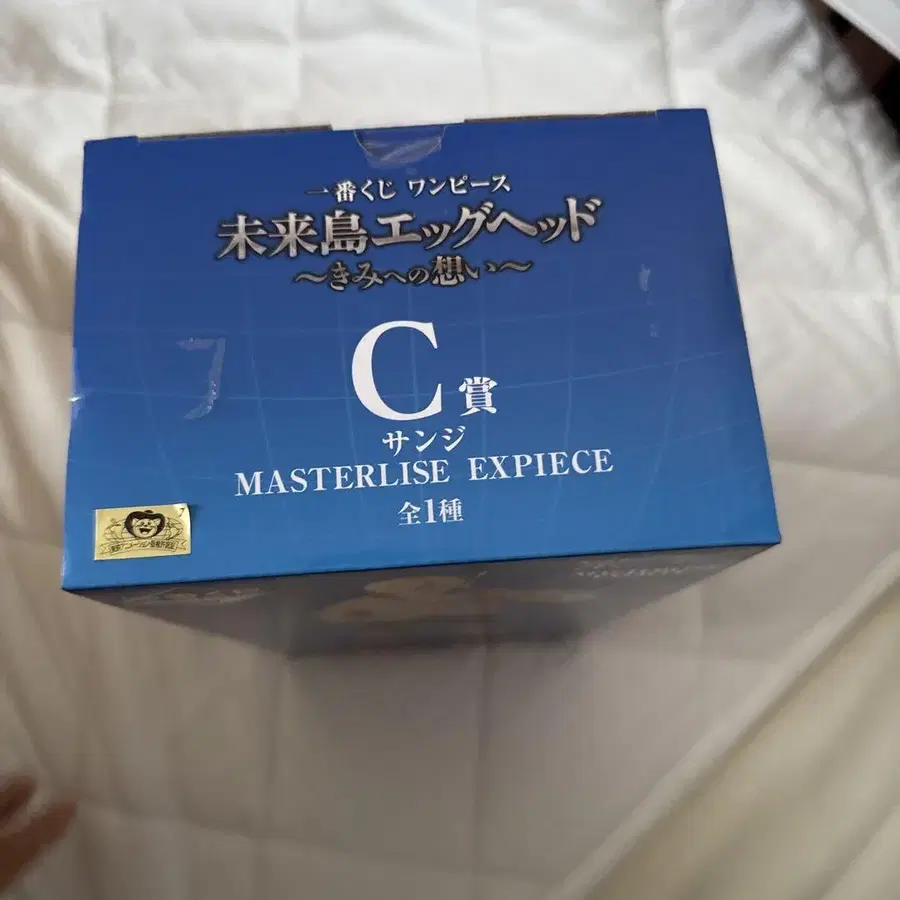 一番くじ ワンピース
未来島エッグヘッド
~きみへの想い~
C賞
サンジ
MASTERLISE EXPIECE
全1種